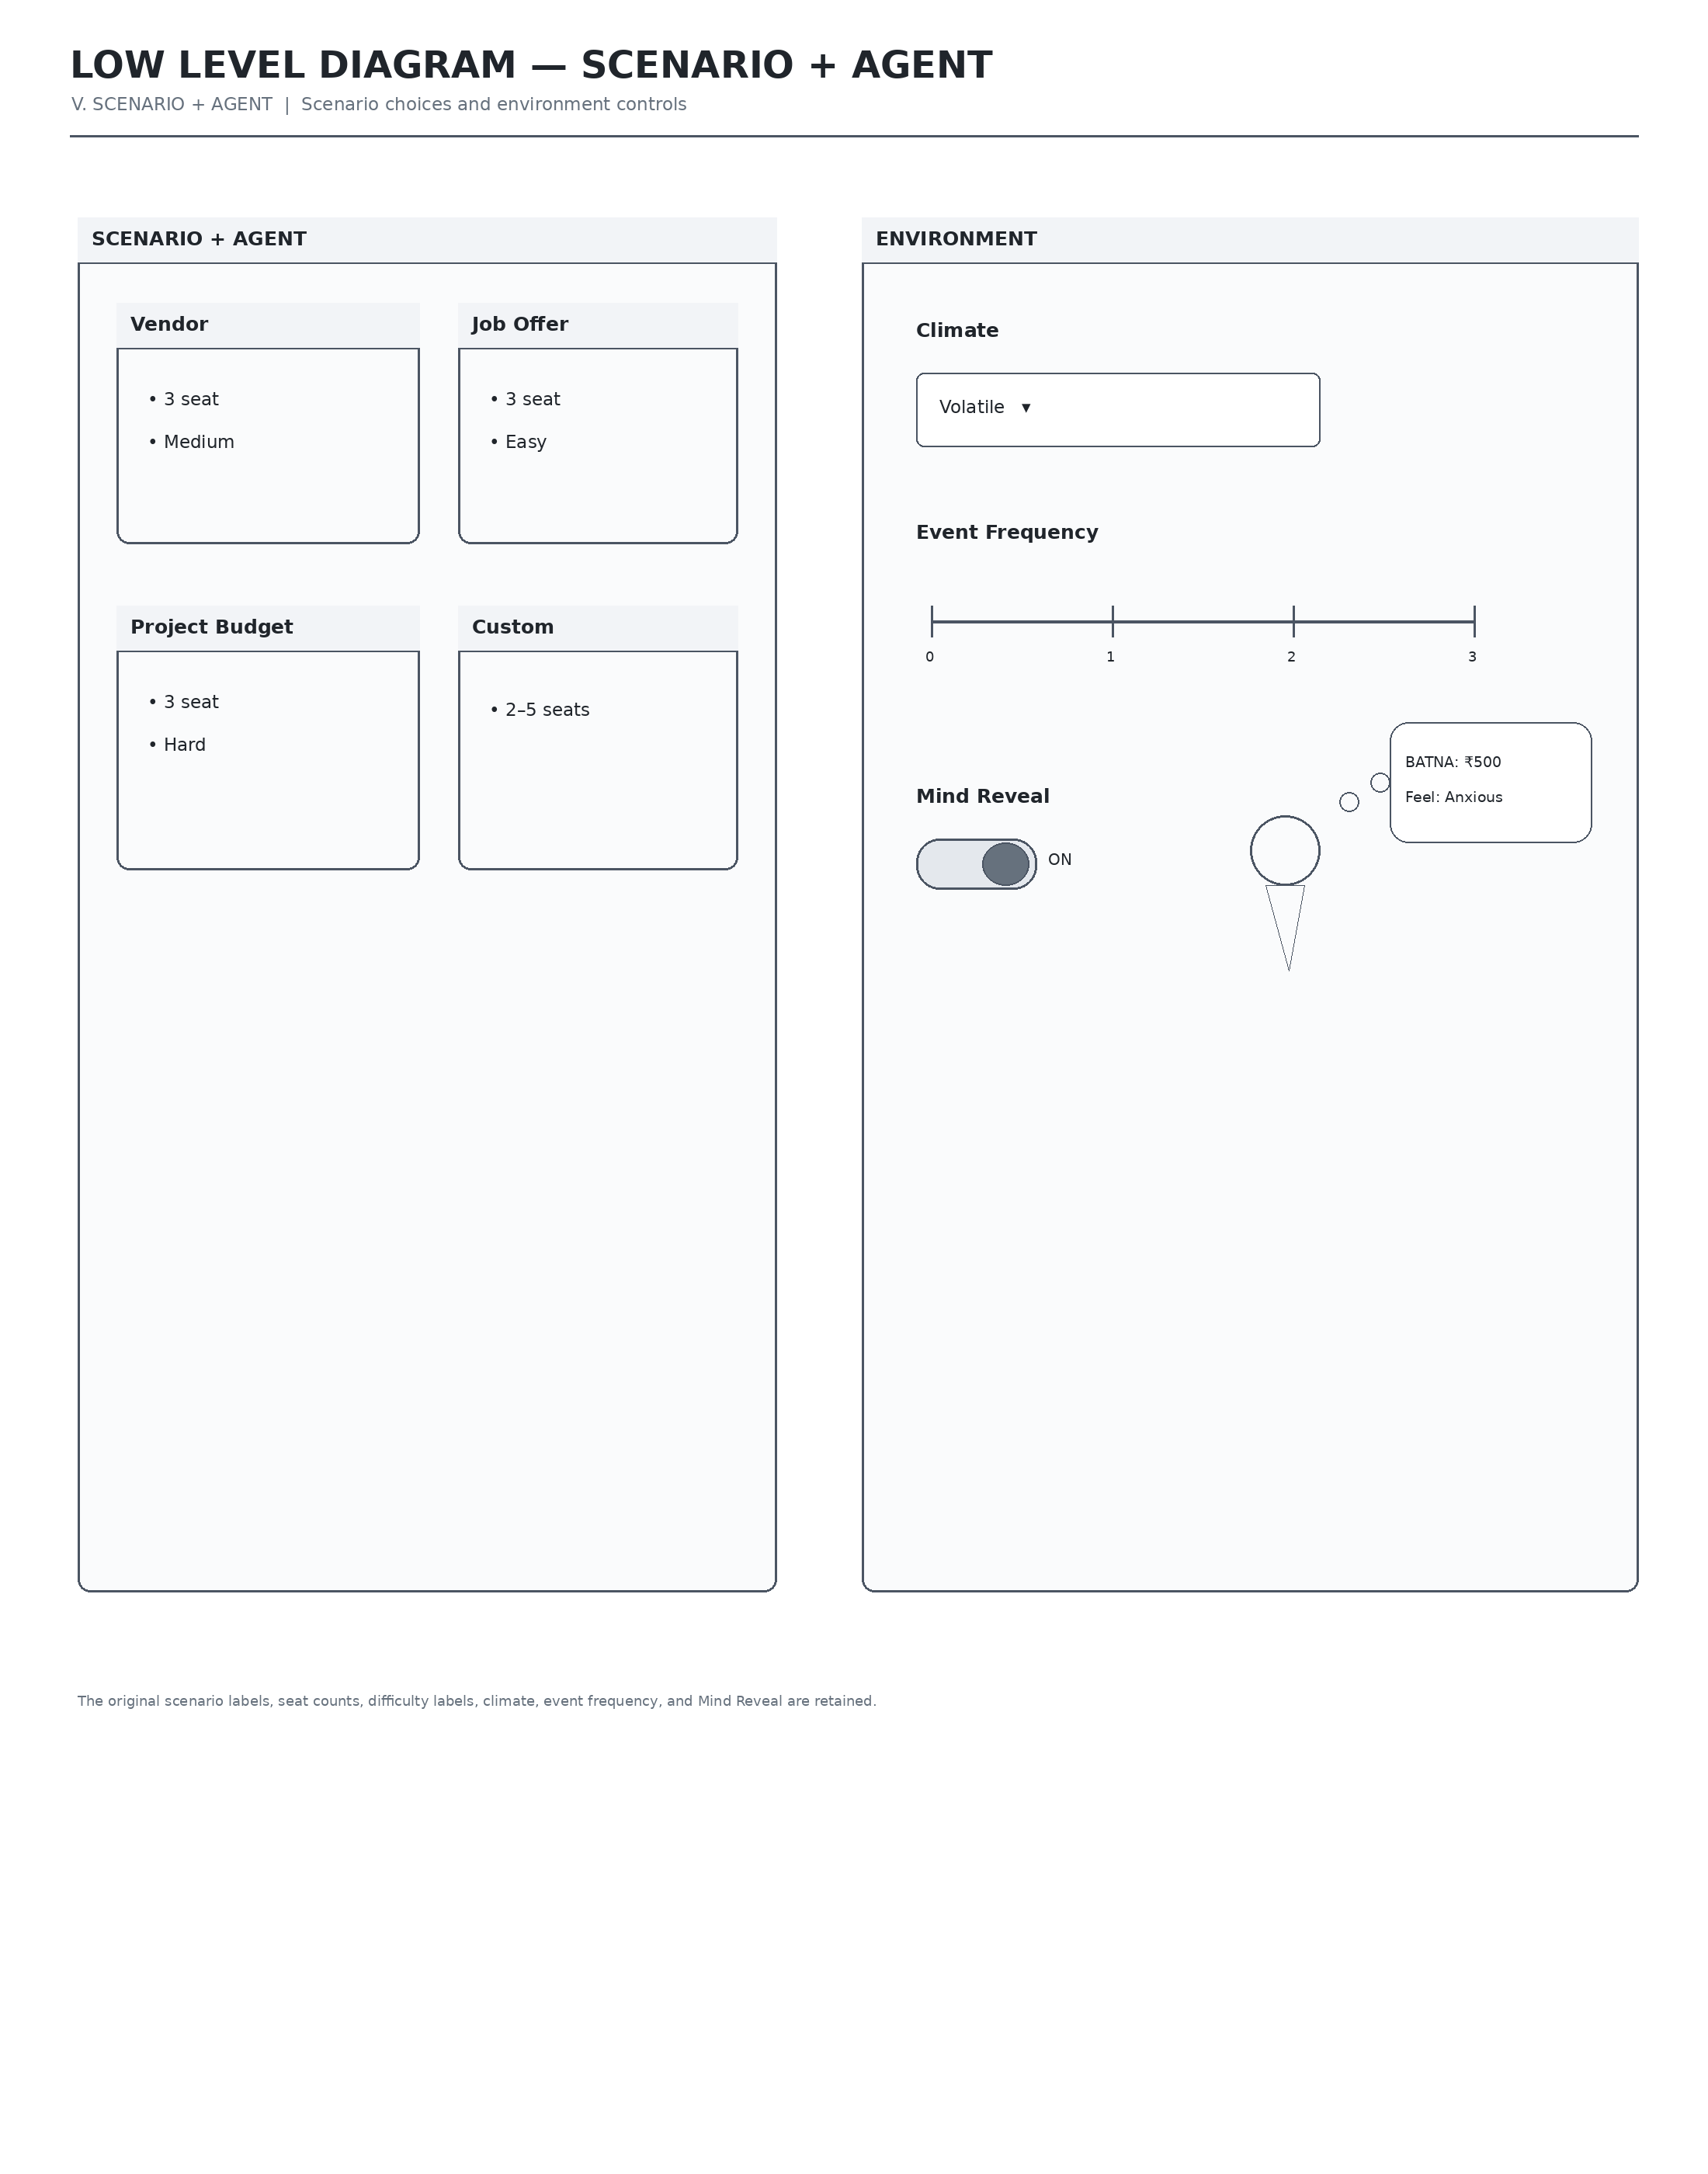 LOW LEVEL DIAGRAM — SCENARIO + AGENT
V. SCENARIO + AGENT | Scenario choices and environment controls
SCENARIO + AGENT
Vendor
• 3 seat
• Medium
Job Offer
• 3 seat
• Easy
Project Budget
• 3 seat
• Hard
Custom
• 2–5 seats
ENVIRONMENT
Climate
Volatile ▾
Event Frequency
0 1 2 3
Mind Reveal
ON
BATNA: ₹500
Feel: Anxious
The original scenario labels, seat counts, difficulty labels, climate, event frequency, and Mind Reveal are retained.